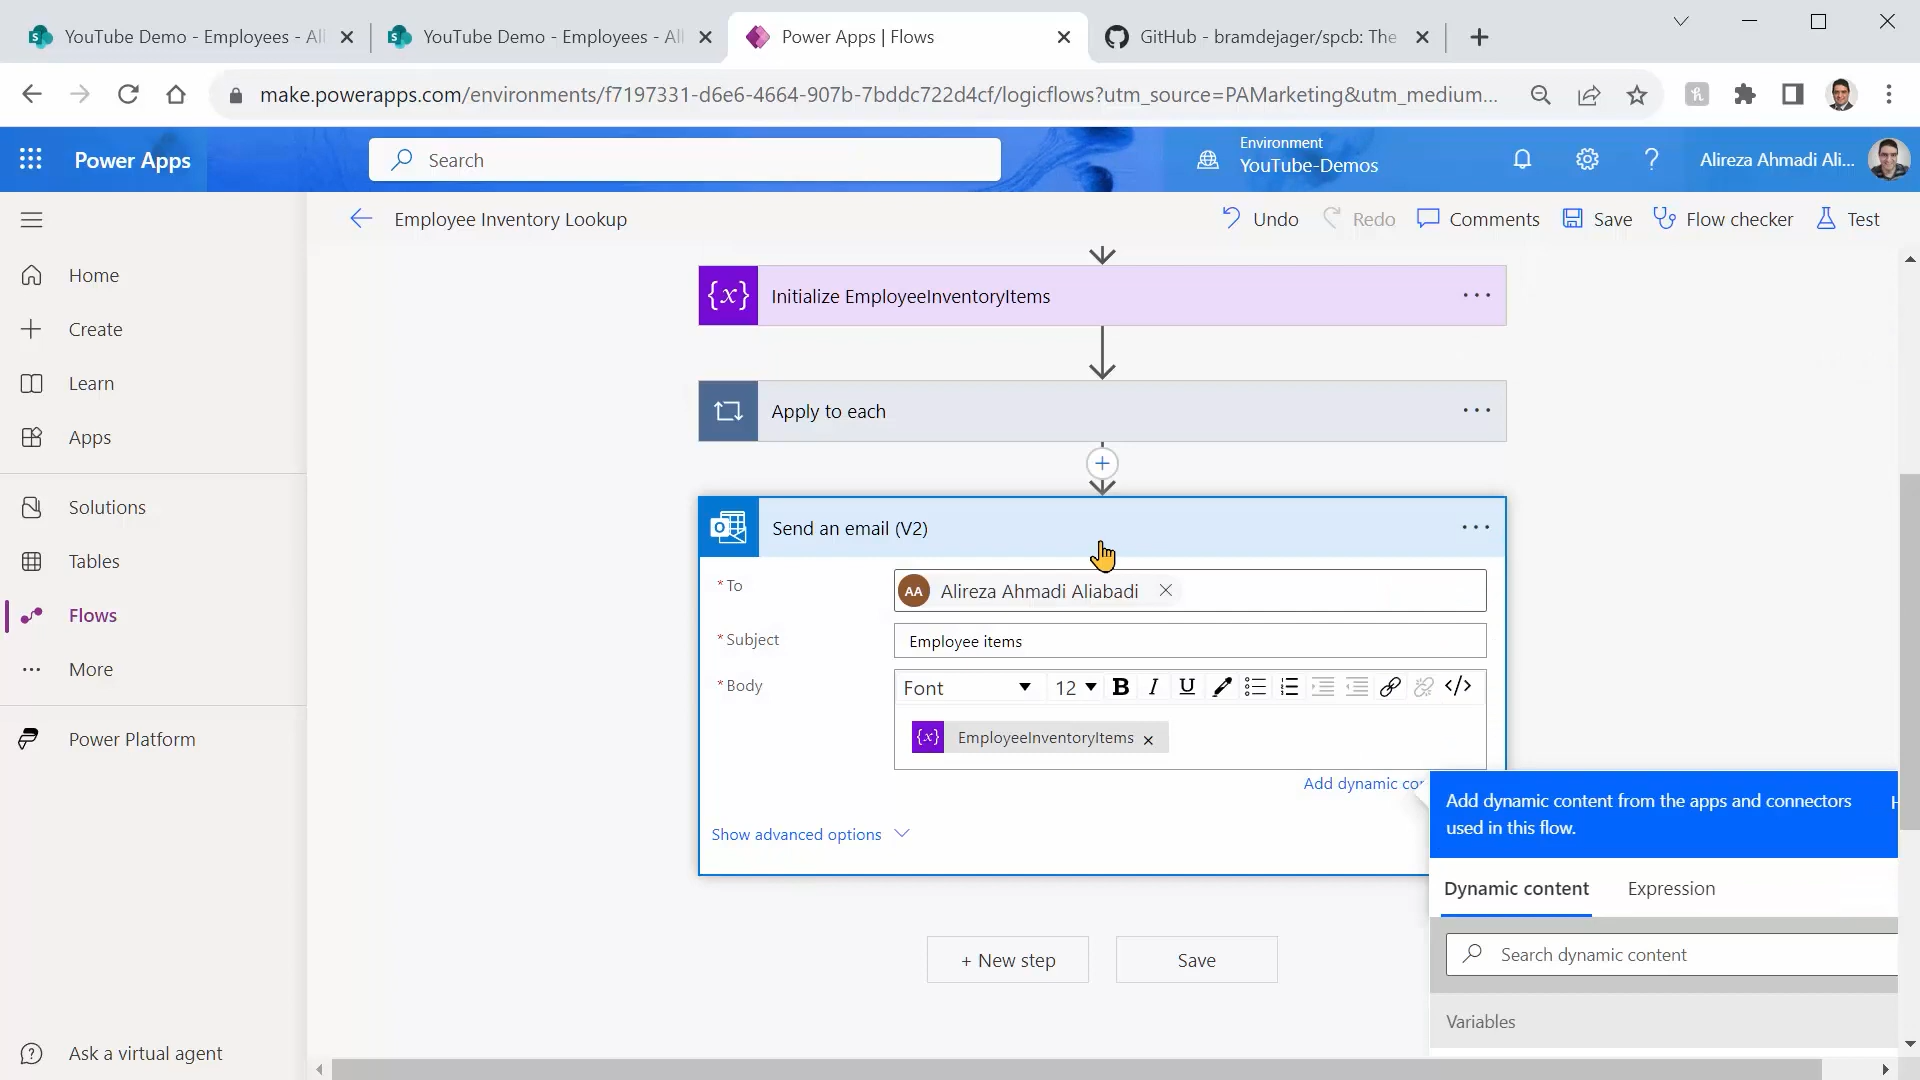 YouTube Demo - Employees - All
YouTube Demo - Employees - All
Power Apps | Flows
GitHub - bramdejager/spcb: The
make.powerapps.com/environments/f7197331-d6e6-4664-907b-7bddc722d4cf/logicflows?utm_source=PAMarketing&utm_medium...
Power Apps
Search
Environment
YouTube-Demos
Alireza Ahmadi Ali...
Employee Inventory Lookup
Undo
Redo
Comments
Save
Flow checker
Test
Home
Create
Learn
Apps
Solutions
Tables
Flows
More
Power Platform
Ask a virtual agent
{x} Initialize EmployeeInventoryItems
Apply to each
Send an email (V2)
* To
AA Alireza Ahmadi Aliabadi
* Subject
Employee items
* Body
Font 12 B I U </>
{x} EmployeeInventoryItems
Add dynamic con
Show advanced options
+ New step
Save
Add dynamic content from the apps and connectors
used in this flow.
Dynamic content
Expression
Search dynamic content
Variables